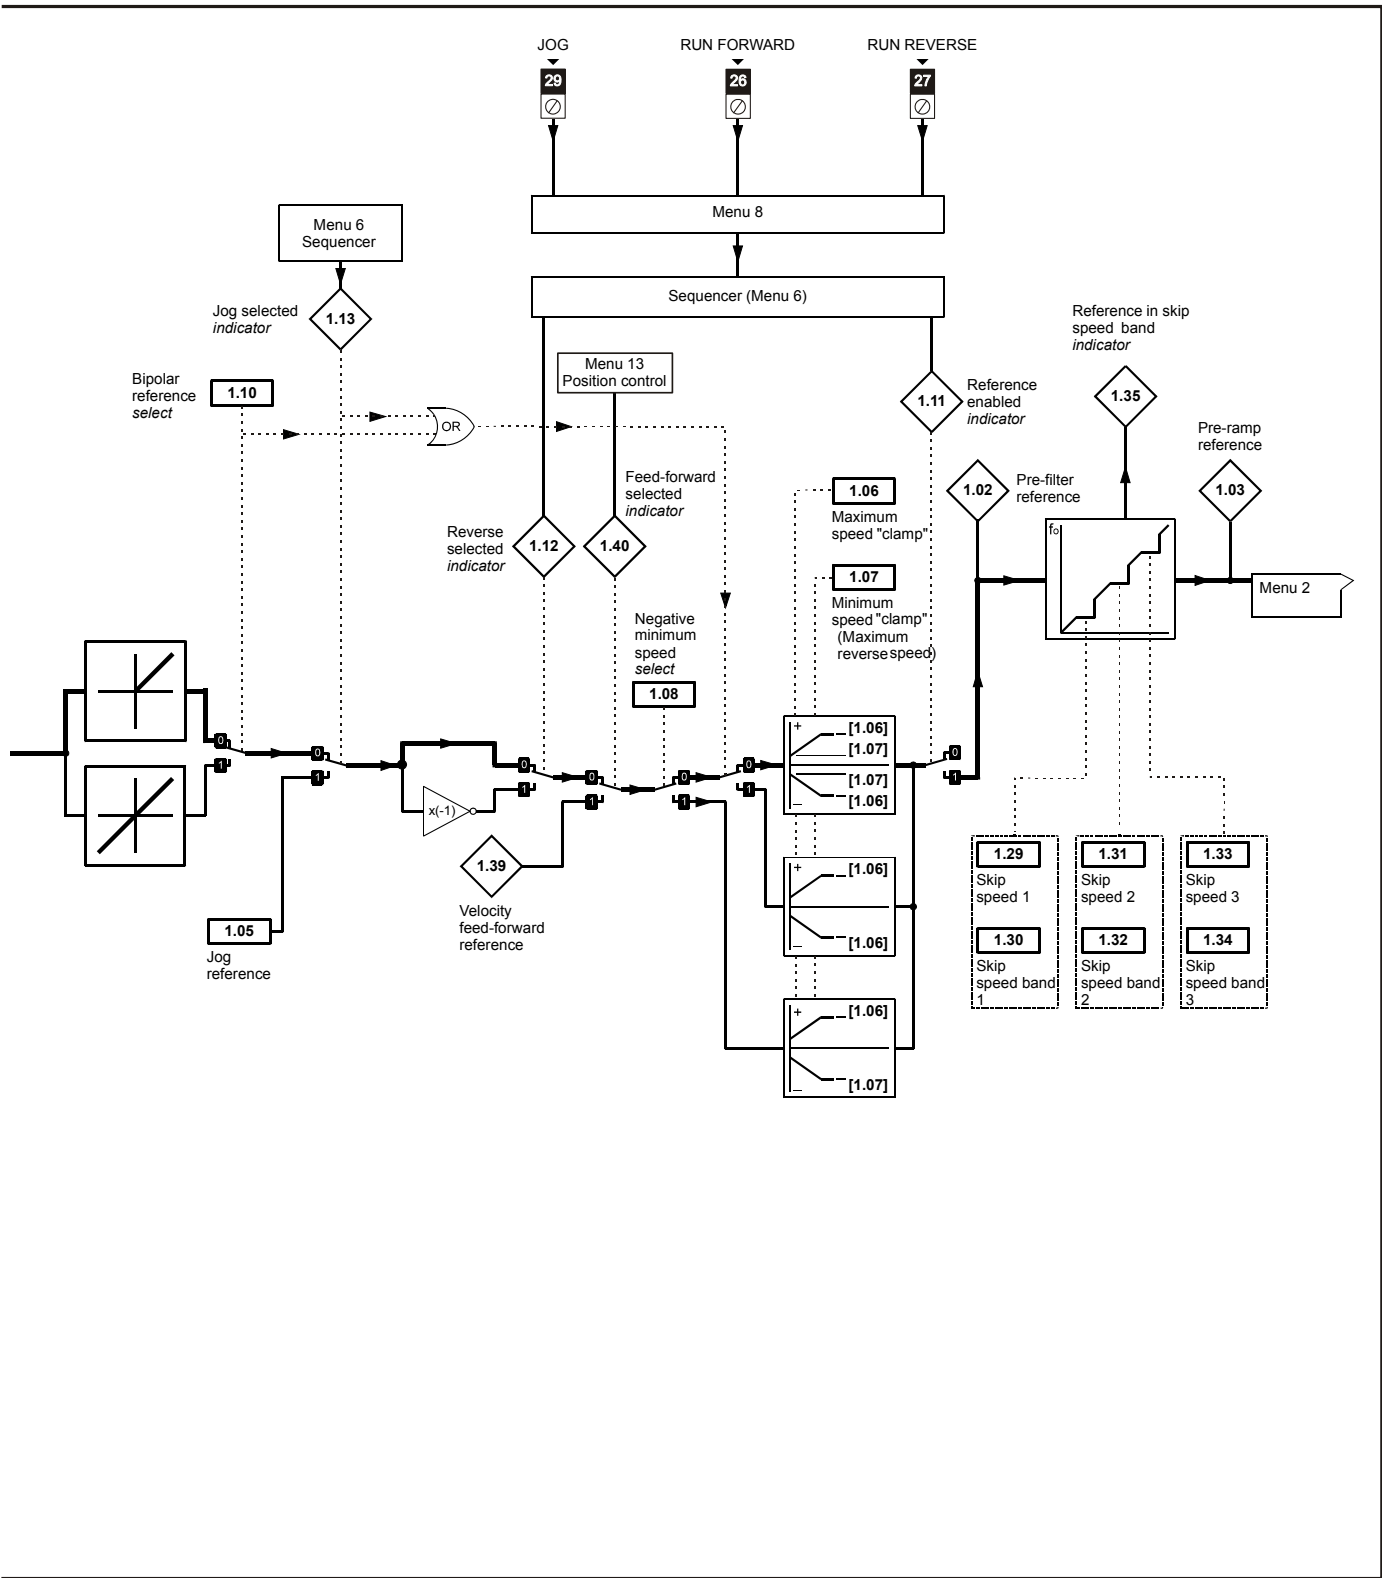 JOG
RUN FORWARD
RUN REVERSE
29
26
27
Menu 8
Menu 6
Sequencer
Sequencer (Menu 6)
Jog selected
indicator
1.13
Reference in skip
speed band
indicator
1.35
Menu 13
Position control
Bipolar
reference
select
1.10
OR
1.11
Reference
enabled
indicator
Pre-ramp
reference
1.03
Feed-forward
selected
indicator
1.06
Maximum
speed "clamp"
1.02
Pre-filter
reference
Reverse
selected
indicator
1.12
1.40
fo
1.07
Minimum
speed "clamp"
(Maximum
reverse speed)
Menu 2
Negative
minimum
speed
select
1.08
0
1
0
1
x(-1)
0
1
0
1
0
1
0
1
+
[1.06]
[1.07]
[1.07]
[1.06]
–
0
1
1.39
Velocity
feed-forward
reference
+
[1.06]
[1.06]
–
1.05
Jog
reference
+
[1.06]
[1.07]
–
1.29
Skip
speed 1
1.30
Skip
speed band
1
1.31
Skip
speed 2
1.32
Skip
speed band
2
1.33
Skip
speed 3
1.34
Skip
speed band
3